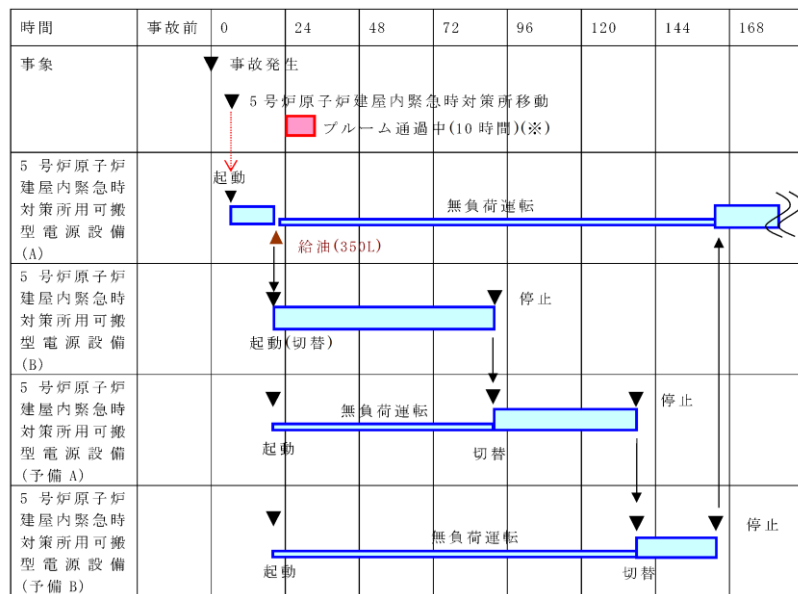 時間 事故前 0 24 48 72 96 120 144 168
事象
事故発生
5号炉原子炉建屋内緊急時対策所移動
プルーム通過中(10時間)(※)
5 号炉原子炉
建屋内緊急時
対策所用可搬
型電源設備
(A)
起動
無負荷運転
給油(350L)
5 号炉原子炉
建屋内緊急時
対策所用可搬
型電源設備
(B)
停止
起動(切替)
5 号炉原子炉
建屋内緊急時
対策所用可搬
型電源設備
(予備 A)
無負荷運転
停止
起動
切替
5 号炉原子炉
建屋内緊急時
対策所用可搬
型電源設備
(予備 B)
無負荷運転
停止
起動
切替